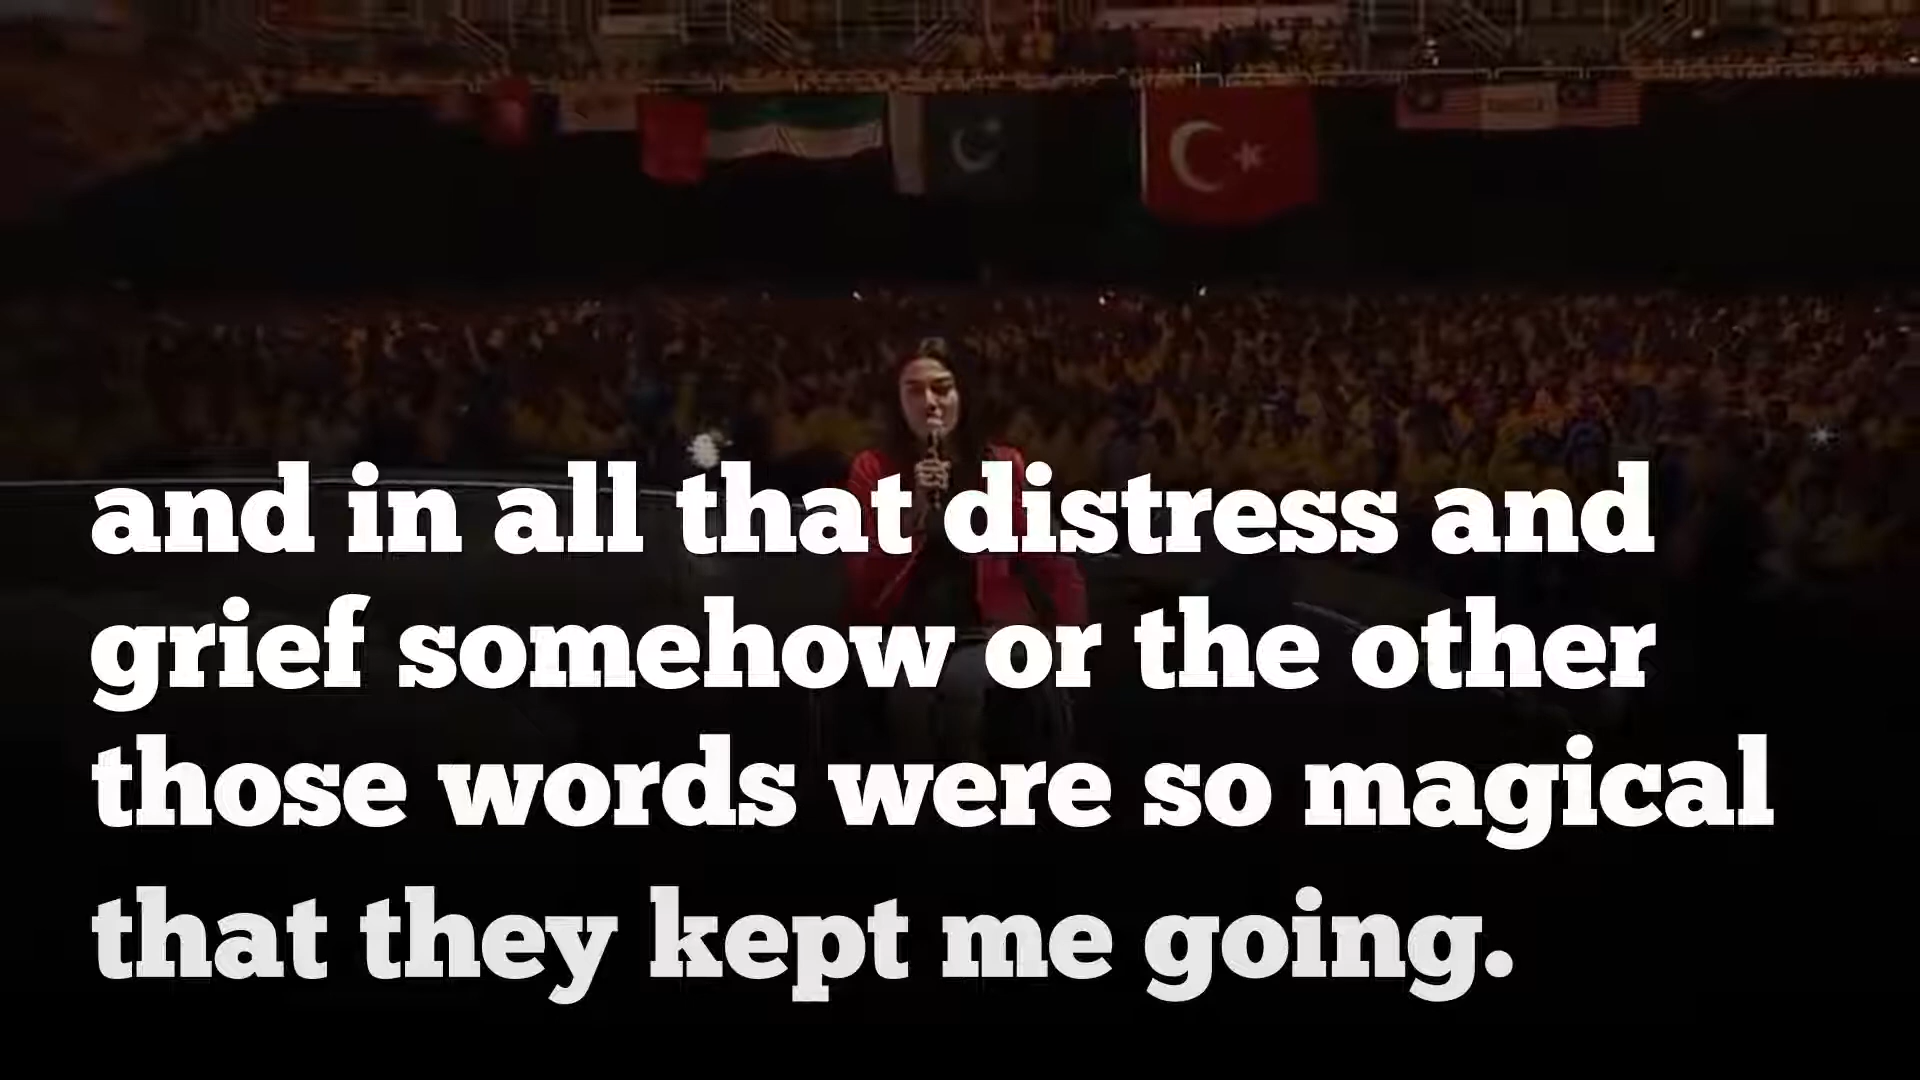 and in all that distress and
grief somehow or the other
those words were so magical
that they kept me going.